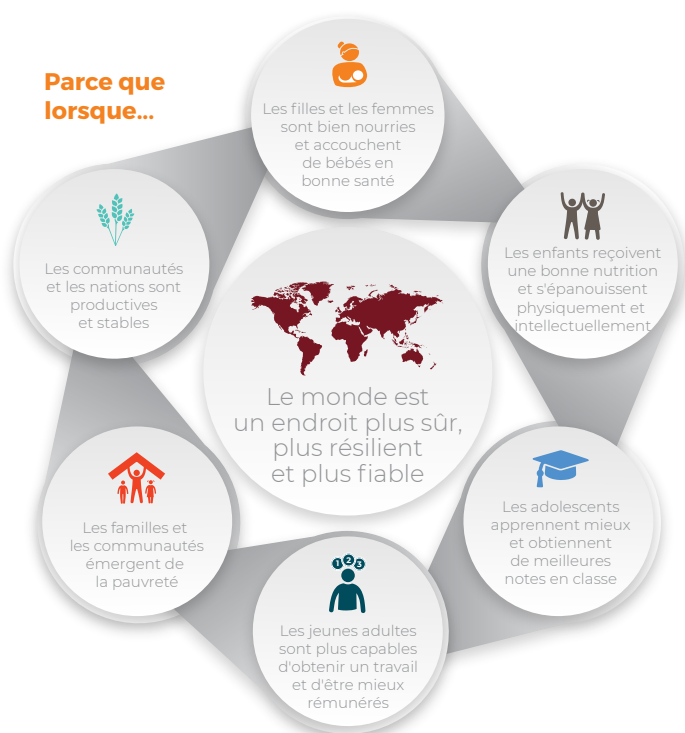 Parce que
lorsque...
Les filles et les femmes
sont bien nourries
et accouchent
de bébés en
bonne santé
Les enfants reçoivent
une bonne nutrition
et s'épanouissent
physiquement et
intellectuellement
Les adolescents
apprennent mieux
et obtiennent
de meilleures
notes en classe
1 2 3
Les jeunes adultes
sont plus capables
d'obtenir un travail
et d'être mieux
rémunérés
Les familles et
les communautés
émergent de
la pauvreté
Les communautés
et les nations sont
productives
et stables
Le monde est
un endroit plus sûr,
plus résilient
et plus fiable